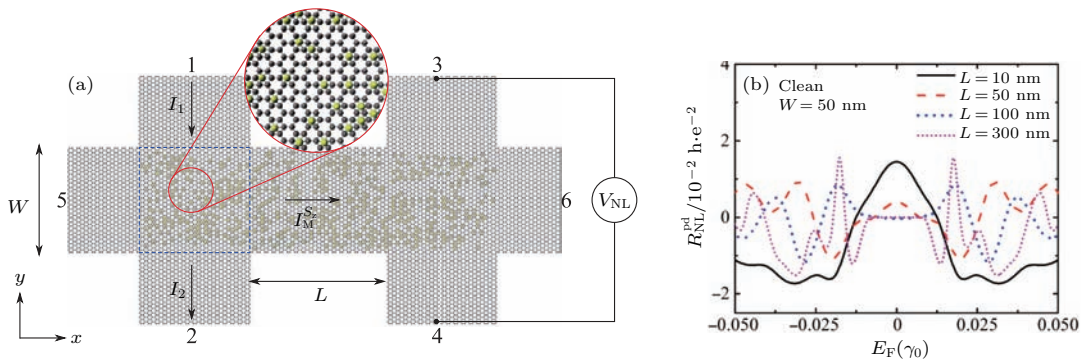 (a)
1
3
I₁
W
5
I_M^{S_z}
6
V_NL
I₂
L
y
x
2
4
(b)
Clean
W = 50 nm
L = 10 nm
L = 50 nm
L = 100 nm
L = 300 nm
R_NL^pd/10⁻² h·e⁻²
4
2
0
−2
−0.050
−0.025
0
0.025
0.050
E_F(γ₀)